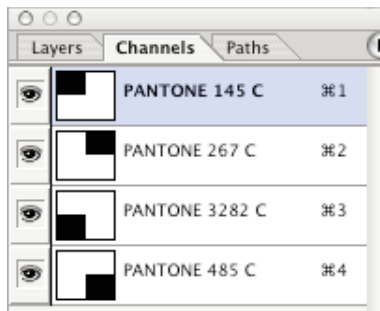 Layers Channels Paths
PANTONE 145 C ⌘1
PANTONE 267 C ⌘2
PANTONE 3282 C ⌘3
PANTONE 485 C ⌘4